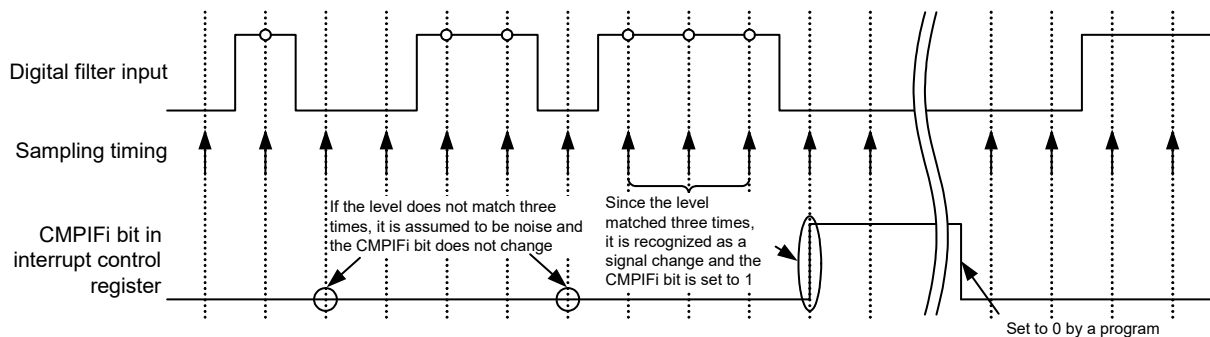 Digital filter input
Sampling timing
If the level does not match three
times, it is assumed to be noise and
the CMPIFi bit does not change
Since the level
matched three times,
it is recognized as a
signal change and the
CMPIFi bit is set to 1
CMPIFi bit in
interrupt control
register
Set to 0 by a program